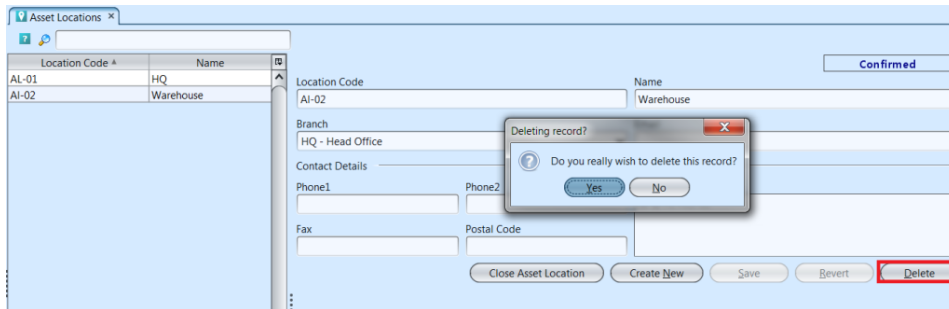 Asset Locations
Location Code Name
AL-01 HQ
AI-02 Warehouse
Confirmed
Location Code Name
AI-02 Warehouse
Branch
HQ - Head Office
Deleting record?
Do you really wish to delete this record?
Yes No
Contact Details
Phone1 Phone2
Fax Postal Code
Close Asset Location Create New Save Revert Delete